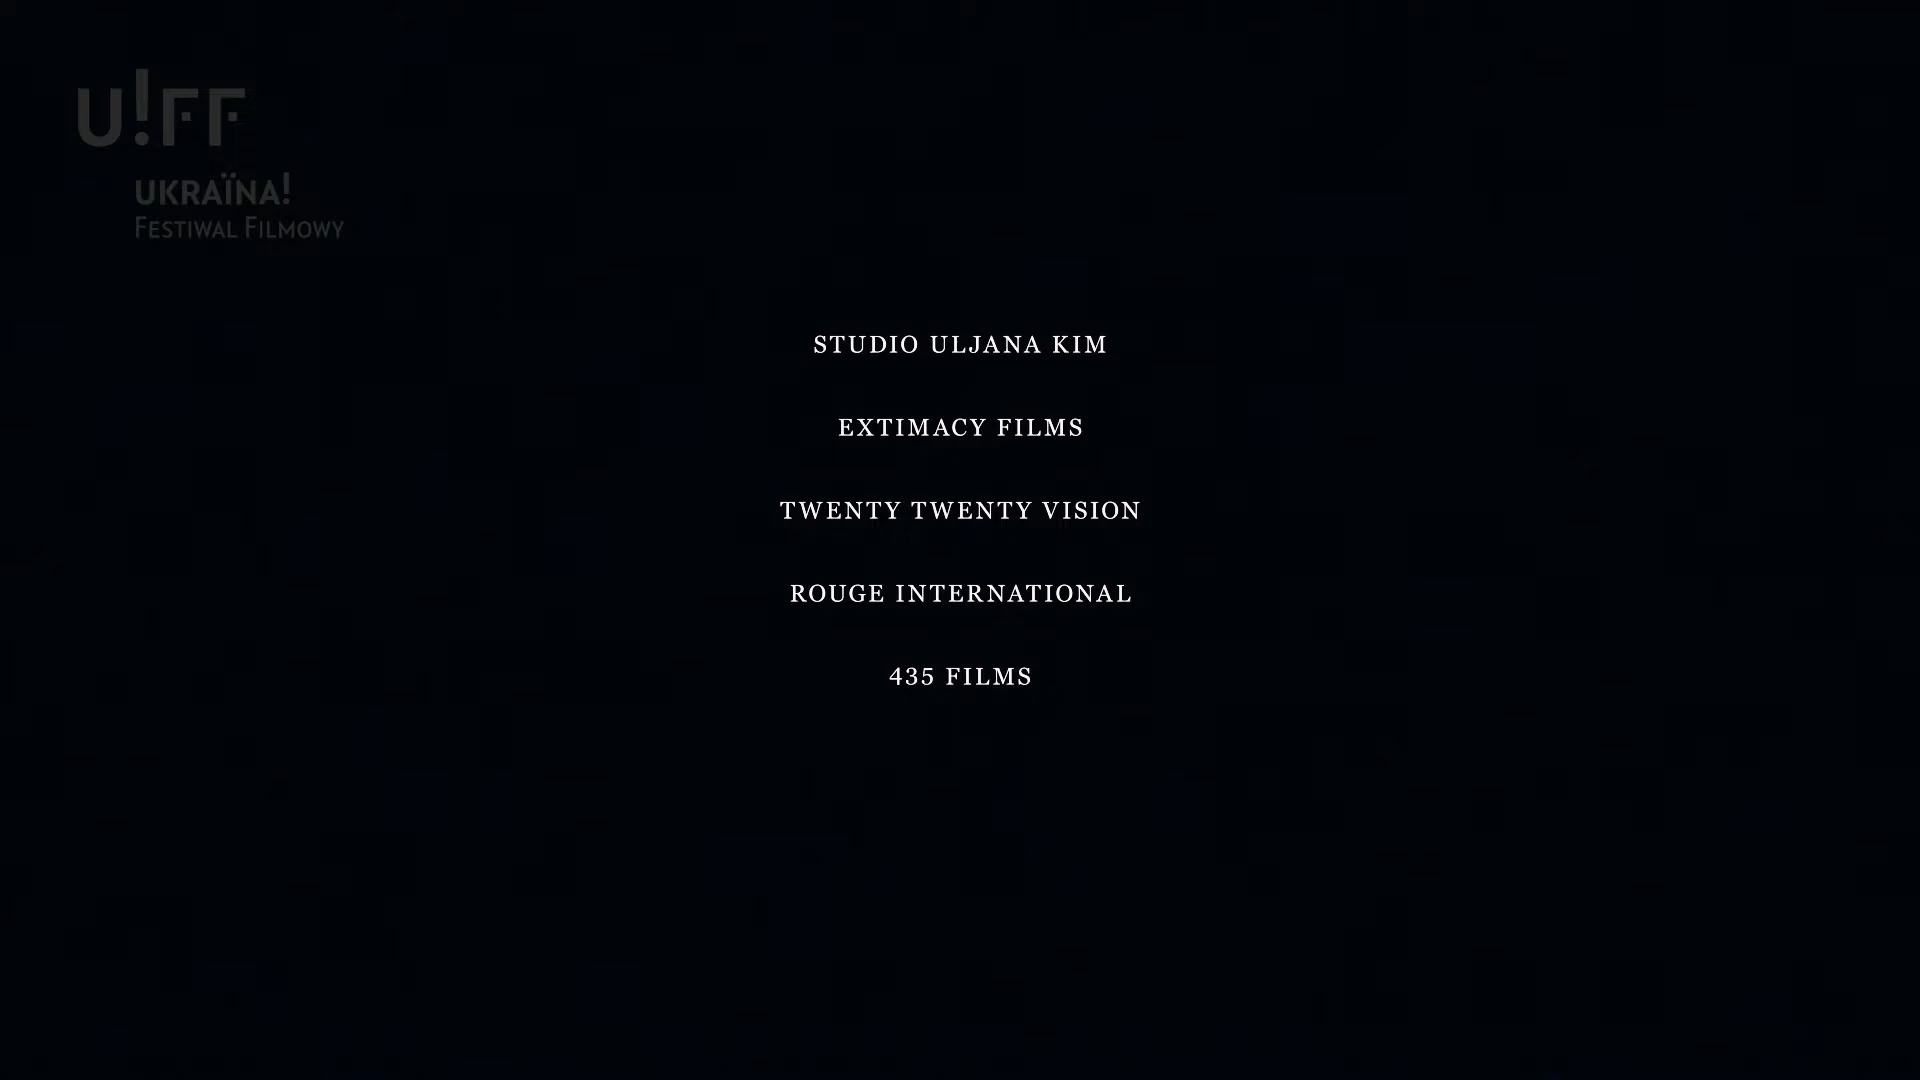 U!FF
UKRAÏNA!
FESTIWAL FILMOWY
STUDIO ULJANA KIM
EXTIMACY FILMS
TWENTY TWENTY VISION
ROUGE INTERNATIONAL
435 FILMS